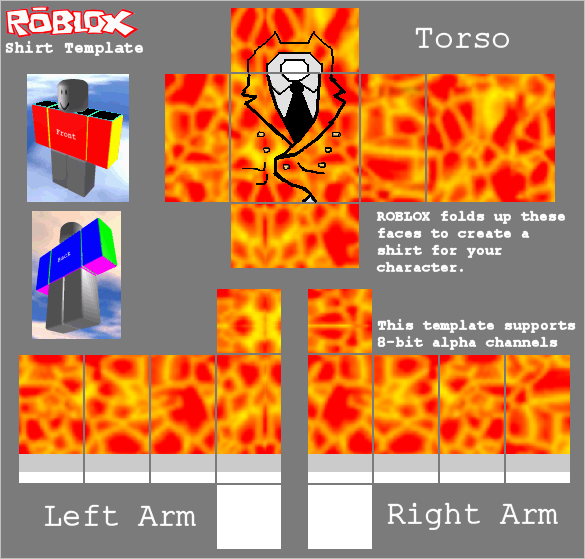 ROBLOX
Shirt Template
Torso
Front
Back
ROBLOX folds up these
faces to create a
shirt for your
character.
This template supports
8-bit alpha channels
Left Arm
Right Arm